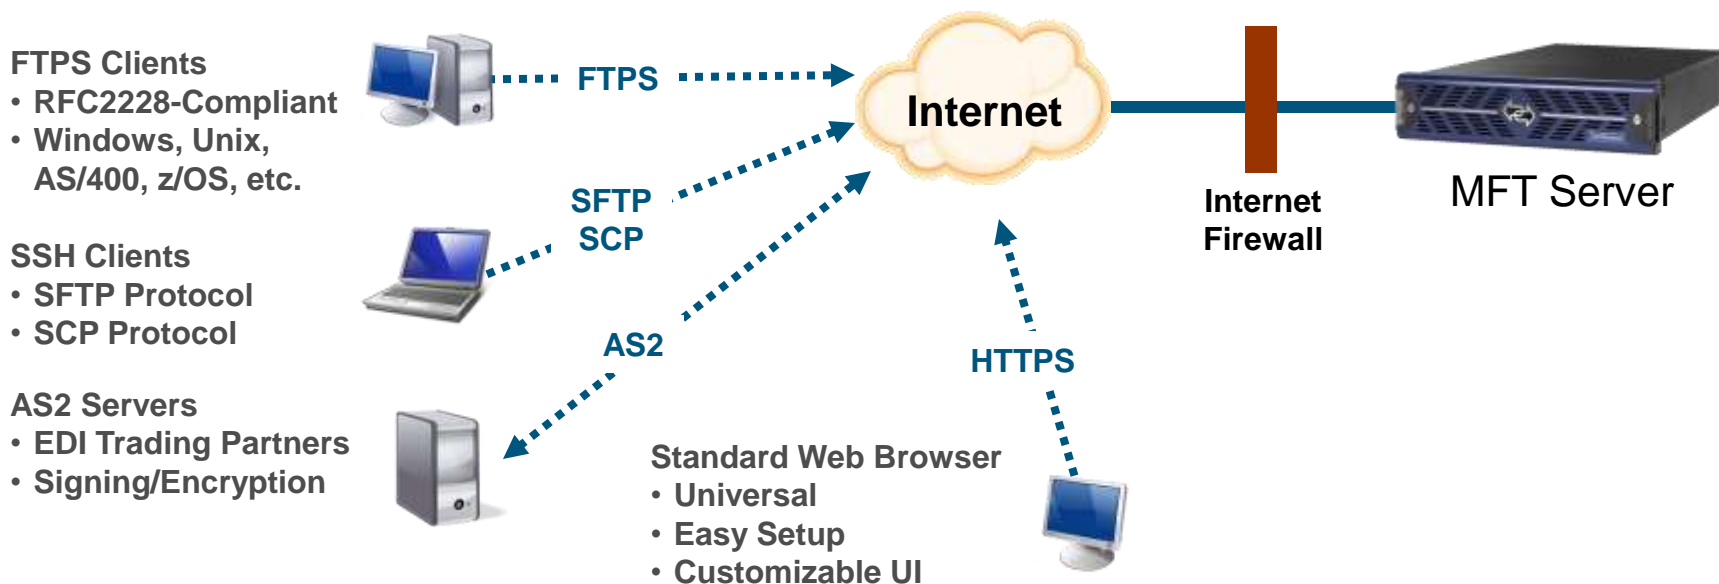 FTPS Clients
• RFC2228-Compliant
• Windows, Unix,
AS/400, z/OS, etc.
SSH Clients
• SFTP Protocol
• SCP Protocol
AS2 Servers
• EDI Trading Partners
• Signing/Encryption
FTPS
SFTP
SCP
AS2
HTTPS
Standard Web Browser
• Universal
• Easy Setup
• Customizable UI
Internet
Internet
Firewall
MFT Server